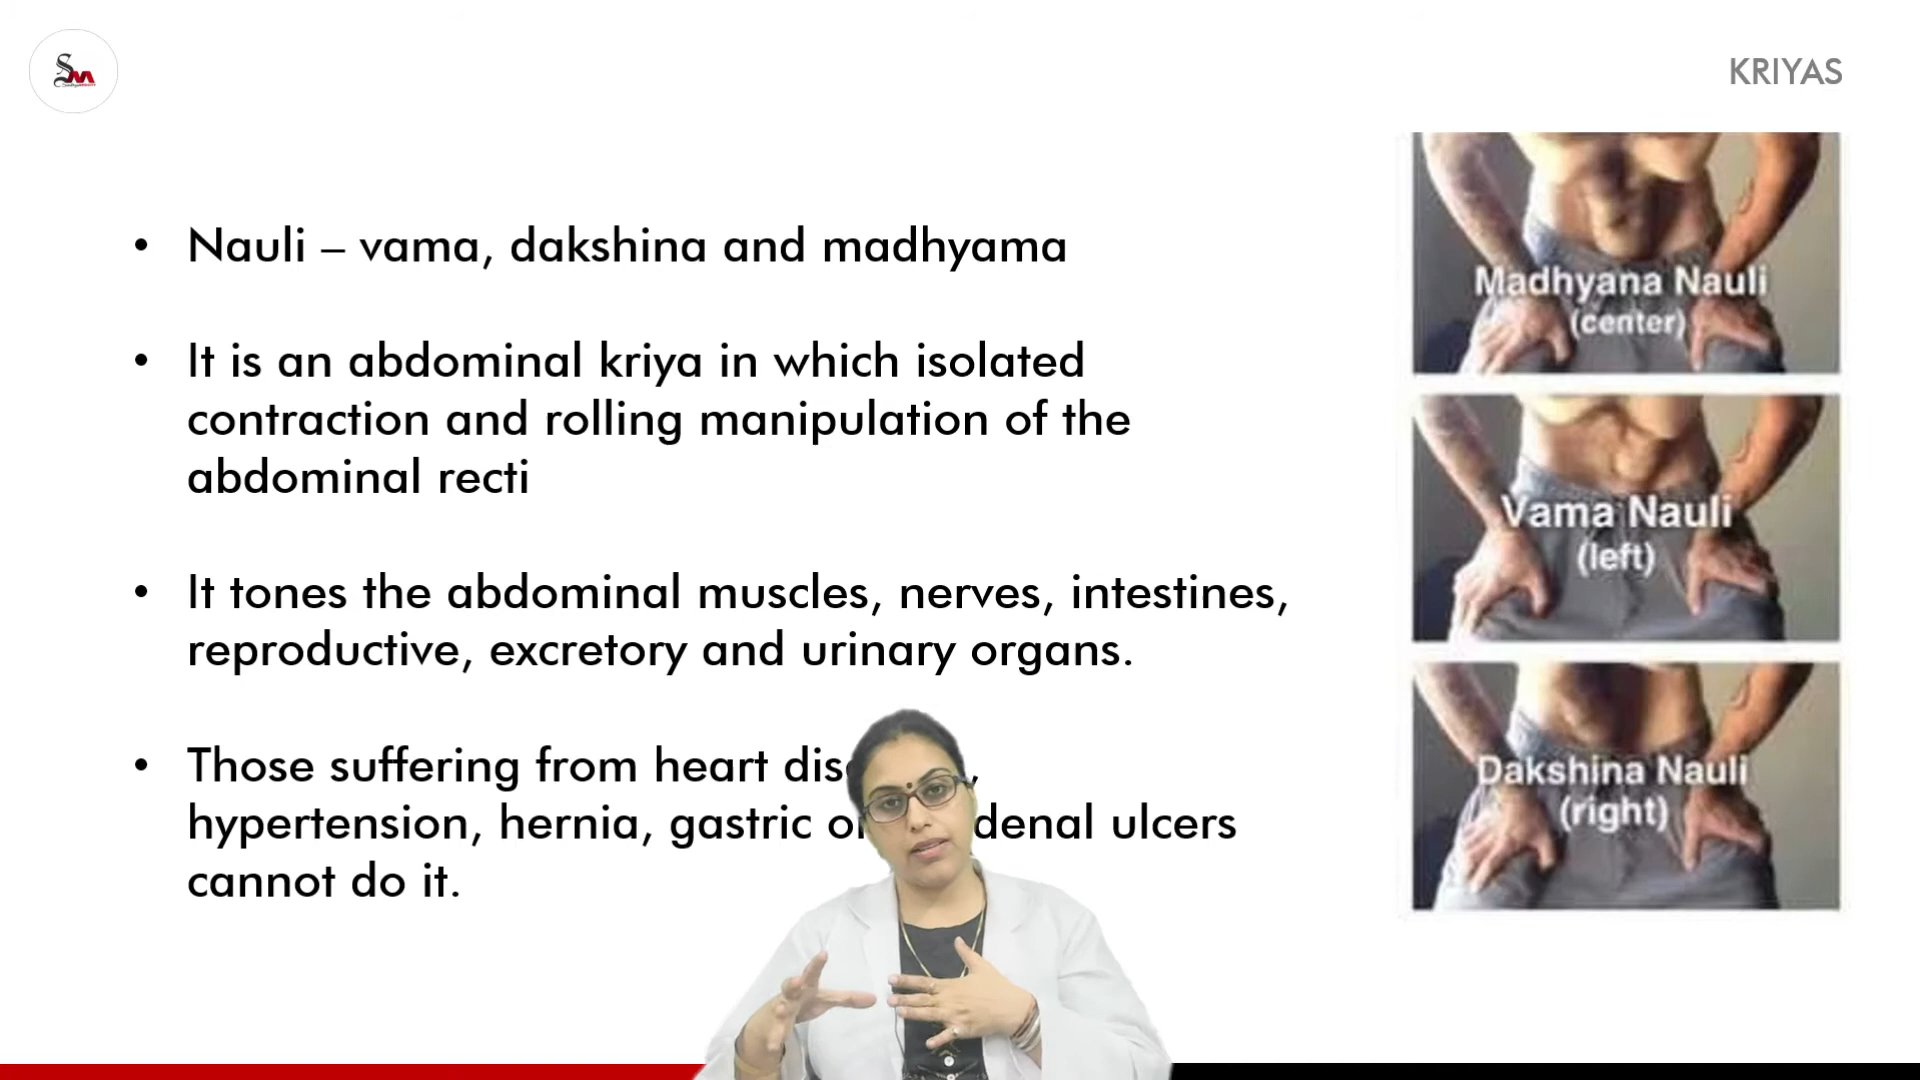 SM
KRIYAS
• Nauli – vama, dakshina and madhyama
• It is an abdominal kriya in which isolated
contraction and rolling manipulation of the
abdominal recti
• It tones the abdominal muscles, nerves, intestines,
reproductive, excretory and urinary organs.
• Those suffering from heart
hypertension, hernia, gastric ulcers
cannot do it.
Madhyana Nauli
(center)
Vama Nauli
(left)
Dakshina Nauli
(right)